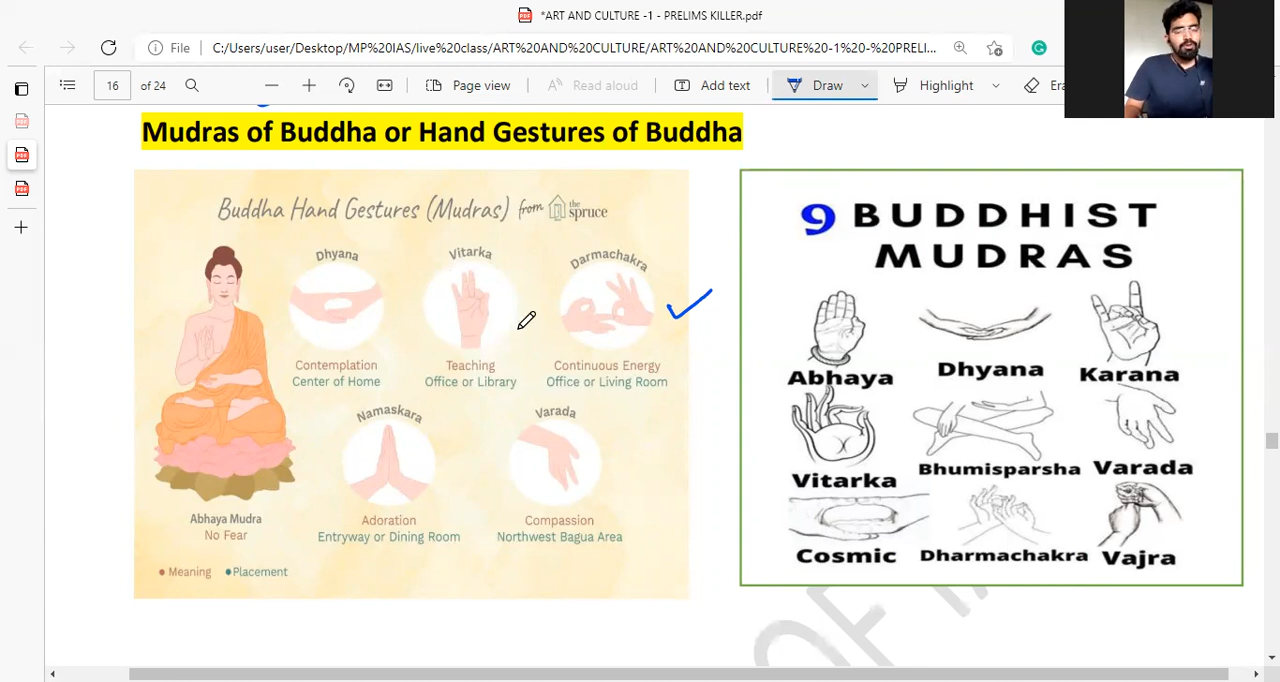 *ART AND CULTURE -1 - PRELIMS KILLER.pdf
File C:/Users/user/Desktop/MP%20IAS/live%20class/ART%20AND%20CULTURE/ART%20AND%20CULTURE%20-1%20-%20PRELI...
16 of 24 Page view Read aloud Add text Draw Highlight Era
Mudras of Buddha or Hand Gestures of Buddha
Buddha Hand Gestures (Mudras) from the spruce
Dhyana Vitarka Darmachakra
Contemplation Teaching Continuous Energy
Center of Home Office or Library Office or Living Room
Namaskara Varada
Abhaya Mudra Adoration Compassion
No Fear Entryway or Dining Room Northwest Bagua Area
Meaning Placement
9 BUDDHIST
MUDRAS
Abhaya Dhyana Karana
Vitarka Bhumisparsha Varada
Cosmic Dharmachakra Vajra
OF